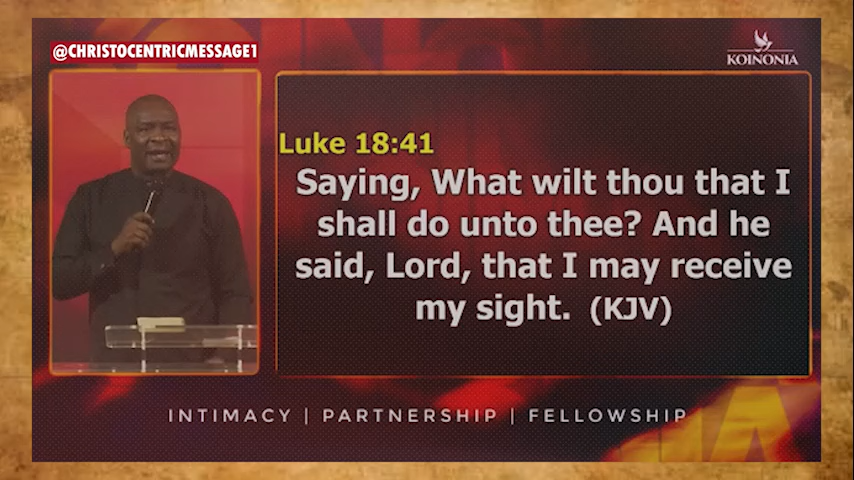 @CHRISTOCENTRICMESSAGE1
KOINONIA
Luke 18:41
Saying, What wilt thou that I
shall do unto thee? And he
said, Lord, that I may receive
my sight. (KJV)
INTIMACY | PARTNERSHIP | FELLOWSHIP